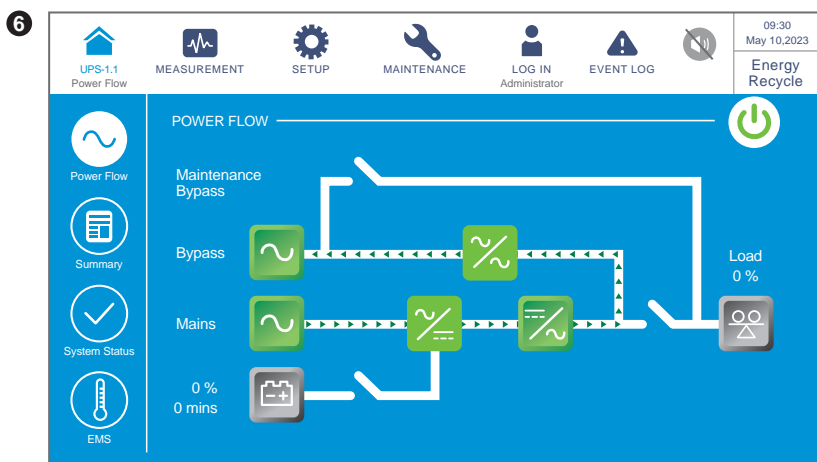 6
09:30
May 10,2023
Energy
Recycle
UPS-1.1
Power Flow
MEASUREMENT
SETUP
MAINTENANCE
LOG IN
Administrator
EVENT LOG
POWER FLOW
Power Flow
Summary
System Status
EMS
Maintenance
Bypass
Bypass
Mains
0 %
0 mins
Load
0 %